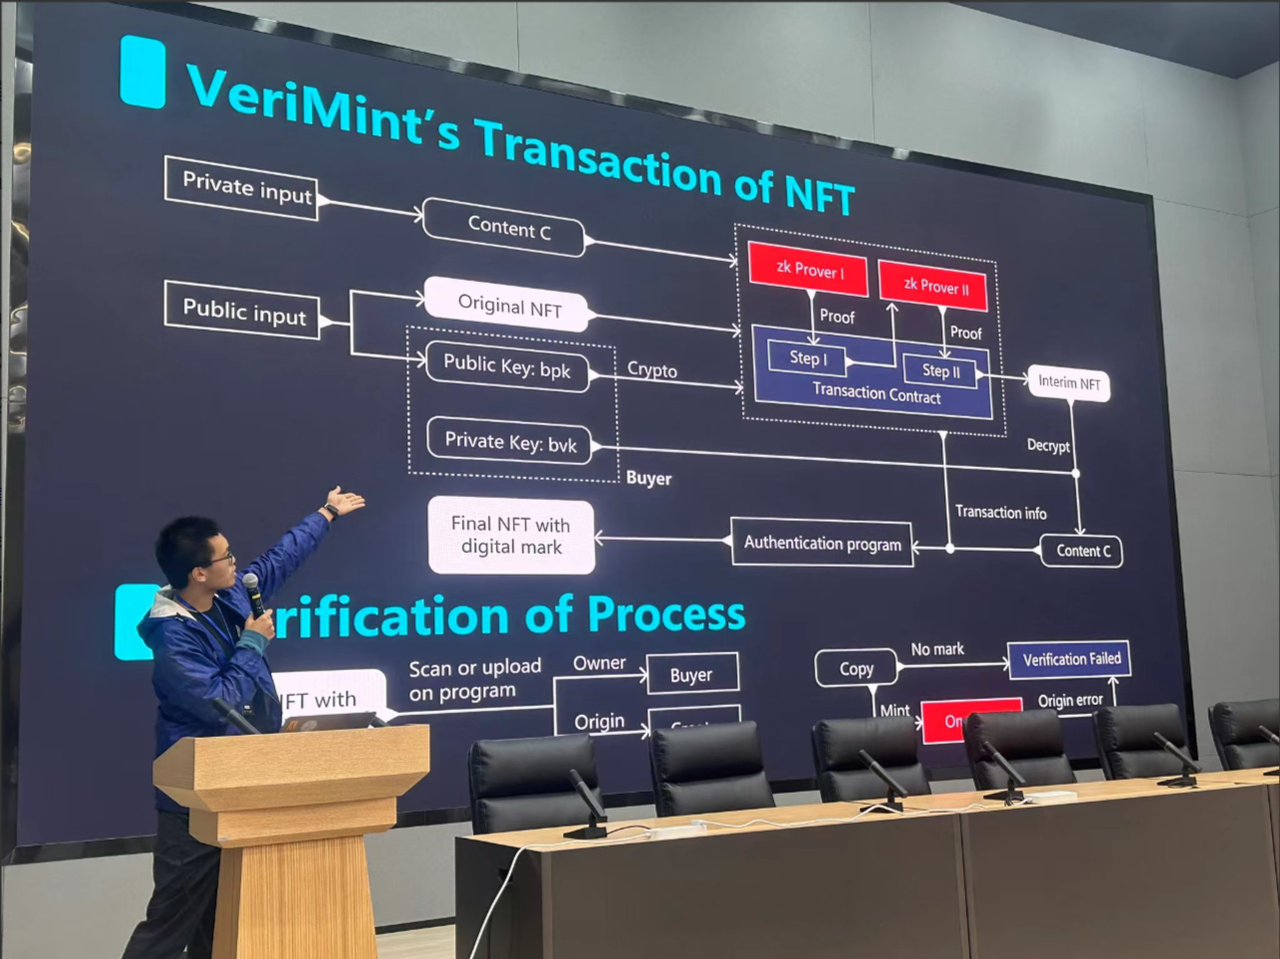 VeriMint's Transaction of NFT
Private input
Content C
zk Prover I
zk Prover II
Public input
Original NFT
Proof
Proof
Step I
Step II
Transaction Contract
Public Key: bpk
Crypto
Interim NFT
Private Key: bvk
Decrypt
Buyer
Transaction info
Final NFT with
digital mark
Authentication program
Content C
rification of Process
NFT with
Scan or upload
on program
Owner
Buyer
Origin
Copy
No mark
Verification Failed
Mint
Origin error